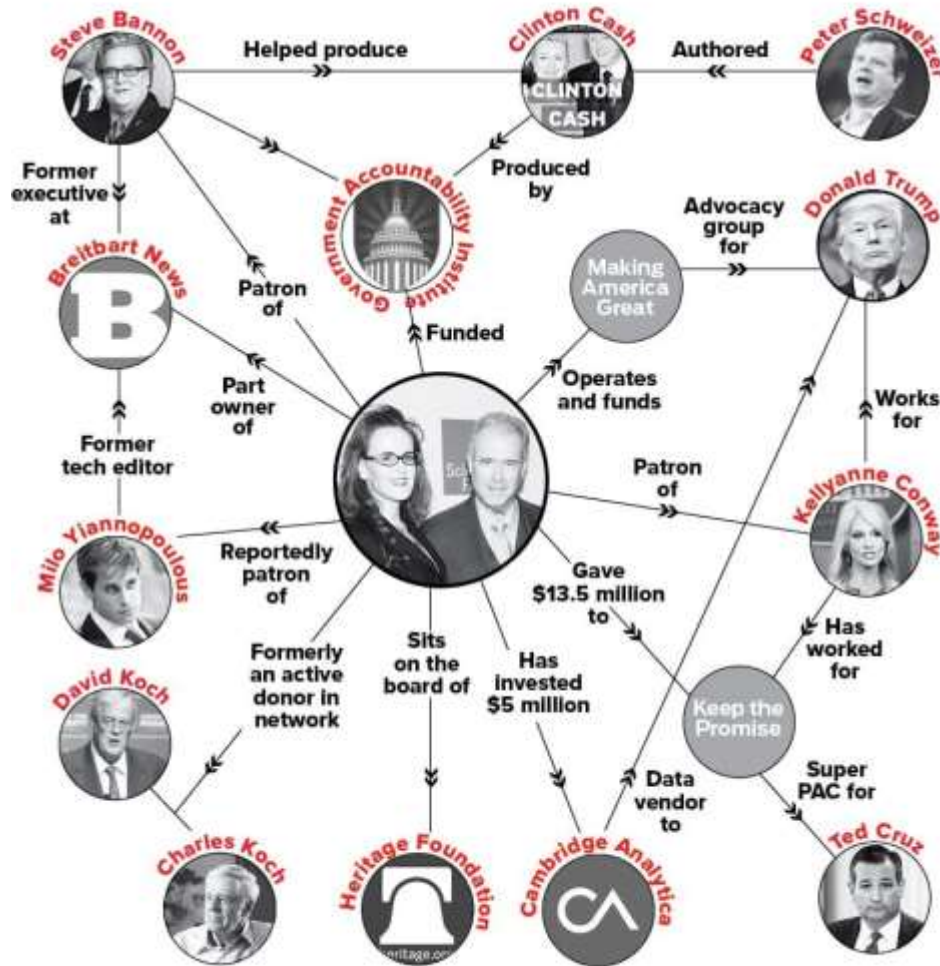 Steve Bannon
Helped produce
Clinton Cash
CLINTON
CASH
Authored
Peter Schweizer
Former
executive
at
Government Accountability Institute
Produced
by
Advocacy
group
for
Donald Trump
Breitbart News
B
Patron
of
Making
America
Great
Funded
Part
owner
of
Operates
and funds
Works
for
Former
tech editor
Patron
of
Kellyanne Conway
Milo Yiannopoulous
Reportedly
patron
of
Gave
$13.5 million
to
Has
worked
for
Formerly
an active
donor in
network
Sits
on the
board of
Has
invested
$5 million
David Koch
Keep the
Promise
Data
vendor
to
Super
PAC for
Charles Koch
Heritage Foundation
heritage.org
Cambridge Analytica
CA
Ted Cruz